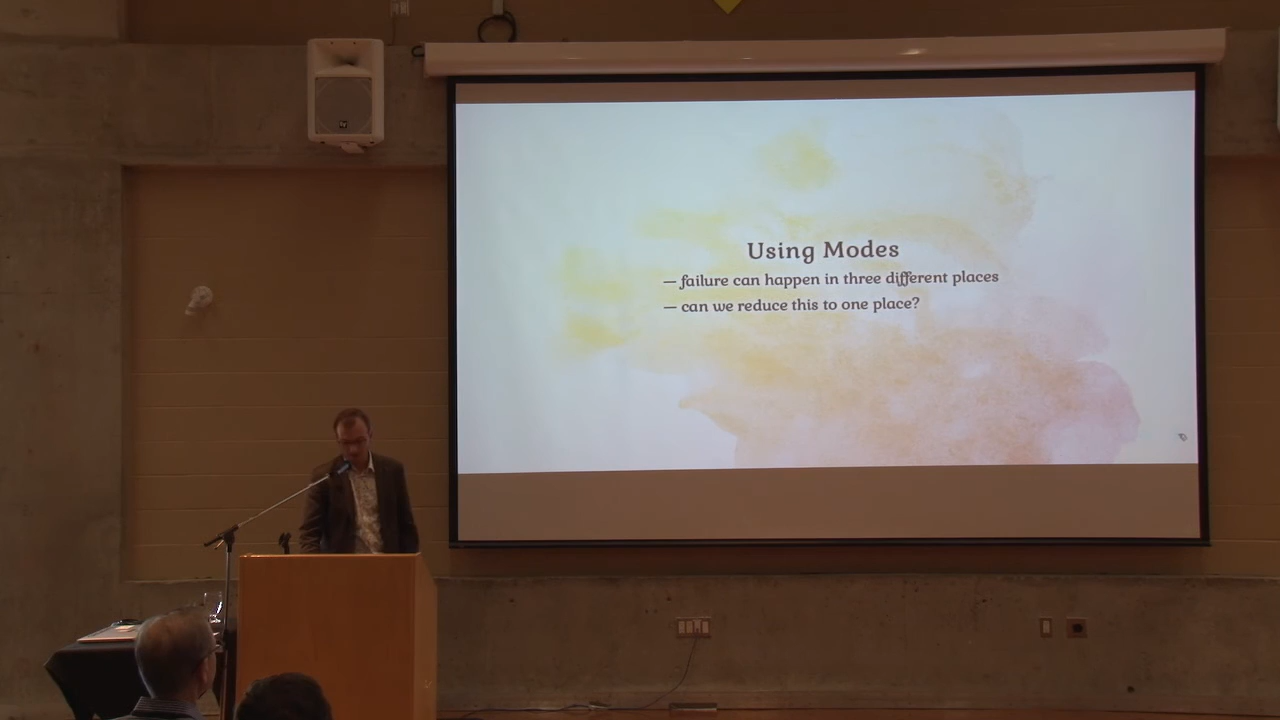 Using Modes
— failure can happen in three different places
— can we reduce this to one place?